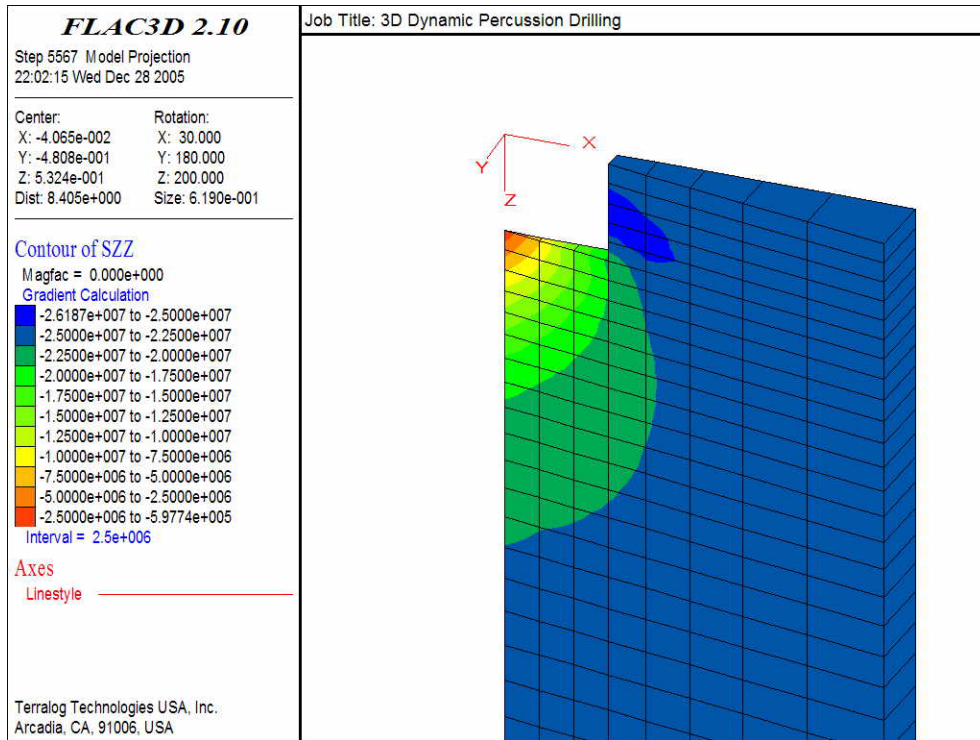 FLAC3D 2.10
Step 5567 Model Projection
22:02:15 Wed Dec 28 2005
Center:
X: -4.065e-002
Y: -4.808e-001
Z: 5.324e-001
Dist: 8.405e+000
Rotation:
X: 30.000
Y: 180.000
Z: 200.000
Size: 6.190e-001
Contour of SZZ
Magfac = 0.000e+000
Gradient Calculation
-2.6187e+007 to -2.5000e+007
-2.5000e+007 to -2.2500e+007
-2.2500e+007 to -2.0000e+007
-2.0000e+007 to -1.7500e+007
-1.7500e+007 to -1.5000e+007
-1.5000e+007 to -1.2500e+007
-1.2500e+007 to -1.0000e+007
-1.0000e+007 to -7.5000e+006
-7.5000e+006 to -5.0000e+006
-5.0000e+006 to -2.5000e+006
-2.5000e+006 to -5.9774e+005
Interval = 2.5e+006
Axes
Linestyle
Terralog Technologies USA, Inc.
Arcadia, CA, 91006, USA
Job Title: 3D Dynamic Percussion Drilling
X
Y
Z